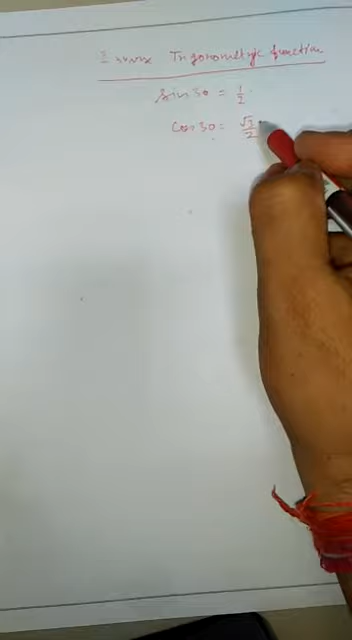 Inverse Trigonometric function
sin 30 = 1/2
cos 30 = √3/2